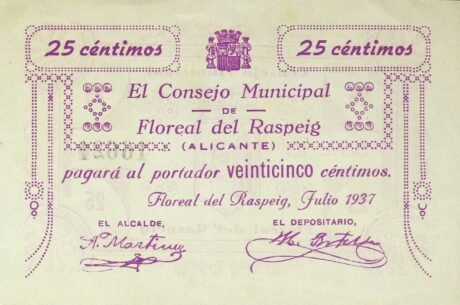 25 céntimos 25 céntimos
El Consejo Municipal
DE
Floreal del Raspeig
(ALICANTE)
pagará al portador veinticinco céntimos.
Floreal del Raspeig, Julio 1937
EL ALCALDE, EL DEPOSITARIO,
A. Martinez